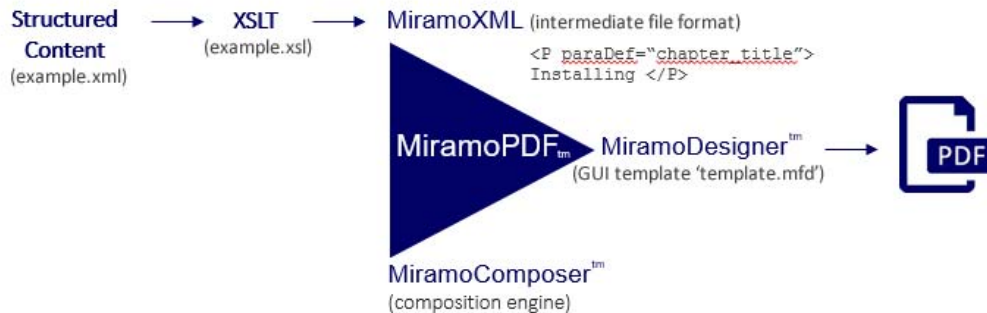 Structured
Content
(example.xml)
XSLT
(example.xsl)
MiramoXML (intermediate file format)
<P paraDef=“chapter_title”>
Installing </P>
MiramoPDFtm
MiramoDesignertm
(GUI template ‘template.mfd’)
PDF
MiramoComposertm
(composition engine)